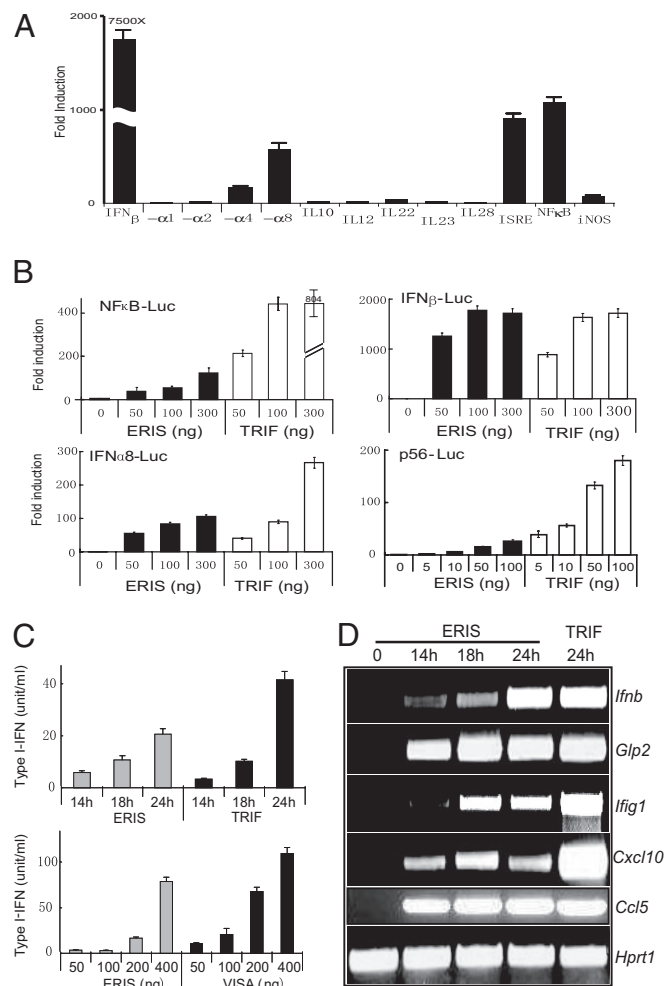 A
2000
7500X
1000
0
Fold Induction
IFNβ -α1 -α2 -α4 -α8 IL10 IL12 IL22 IL23 IL28 ISRE NFκB iNOS
B
NFκB-Luc
400
200
0
Fold induction
804
0 50 100 300 50 100 300
ERIS (ng) TRIF (ng)
IFNβ-Luc
2000
1000
0
0 50 100 300 50 100 300
ERIS (ng) TRIF (ng)
IFNα8-Luc
300
200
100
0
Fold induction
0 50 100 300 50 100 300
ERIS (ng) TRIF (ng)
p56-Luc
200
100
0
0 5 10 50 100 5 10 50 100
ERIS (ng) TRIF (ng)
C
Type I-IFN (unit/ml)
40
20
0
14h 18h 24h 14h 18h 24h
ERIS TRIF
Type I-IFN (unit/ml)
100
50
0
50 100 200 400 50 100 200 400
ERIS (ng) VISA (ng)
D
ERIS TRIF
0 14h 18h 24h 24h
Ifnb
Glp2
Ifig1
Cxcl10
Ccl5
Hprt1